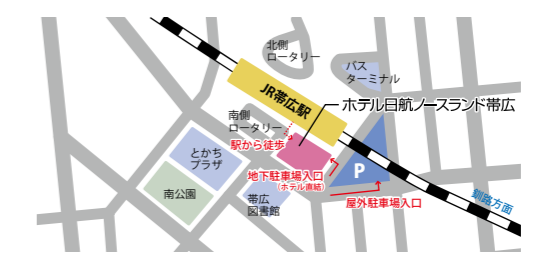 北側
ロータリー
バス
ターミナル
JR帯広駅
ホテル日航ノースランド帯広
南側
ロータリー
駅から徒歩
とかち
プラザ
地下駐車場入口
(ホテル直結)
P
南公園
帯広
図書館
屋外駐車場入口
釧路方面